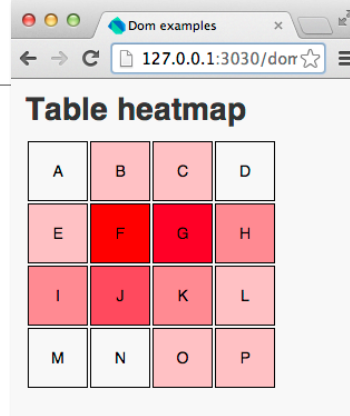 Dom examples
127.0.0.1:3030/dom
Table heatmap
A B C D
E F G H
I J K L
M N O P